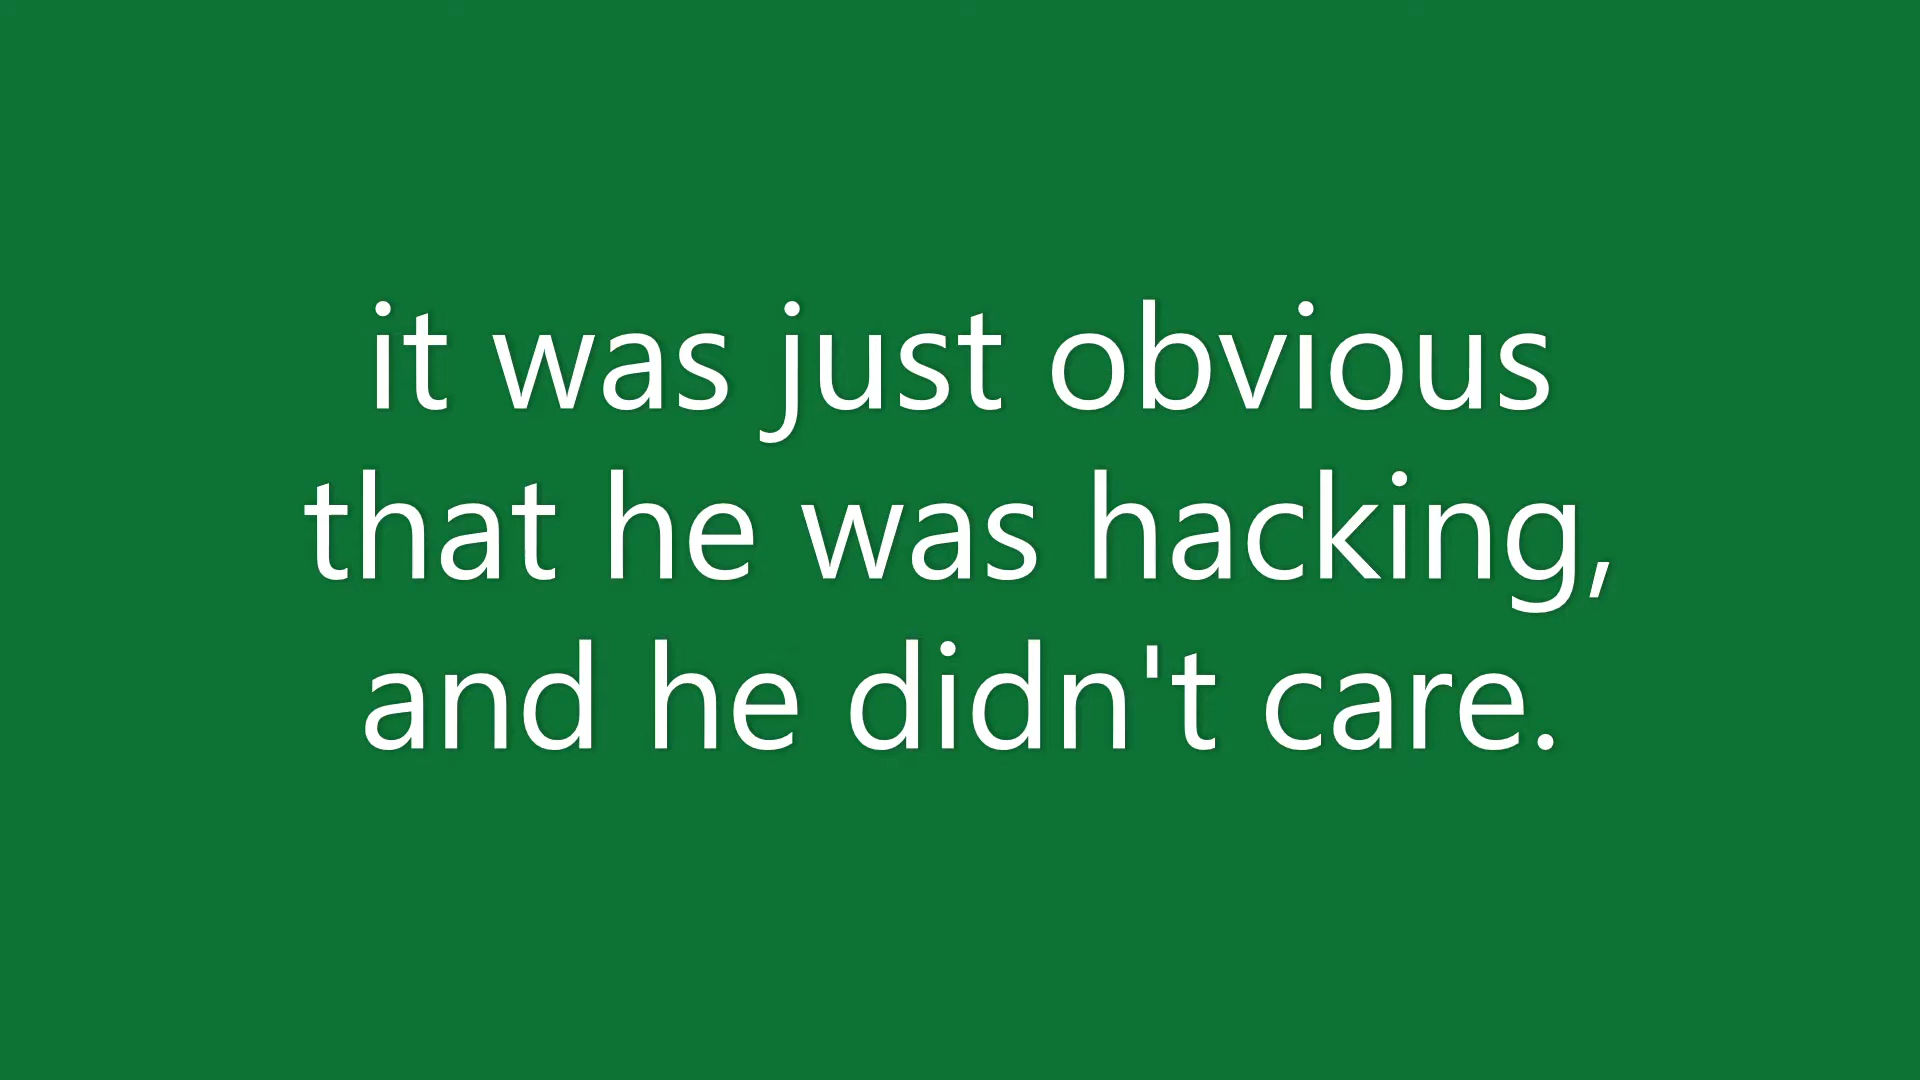 it was just obvious
that he was hacking,
and he didn't care.